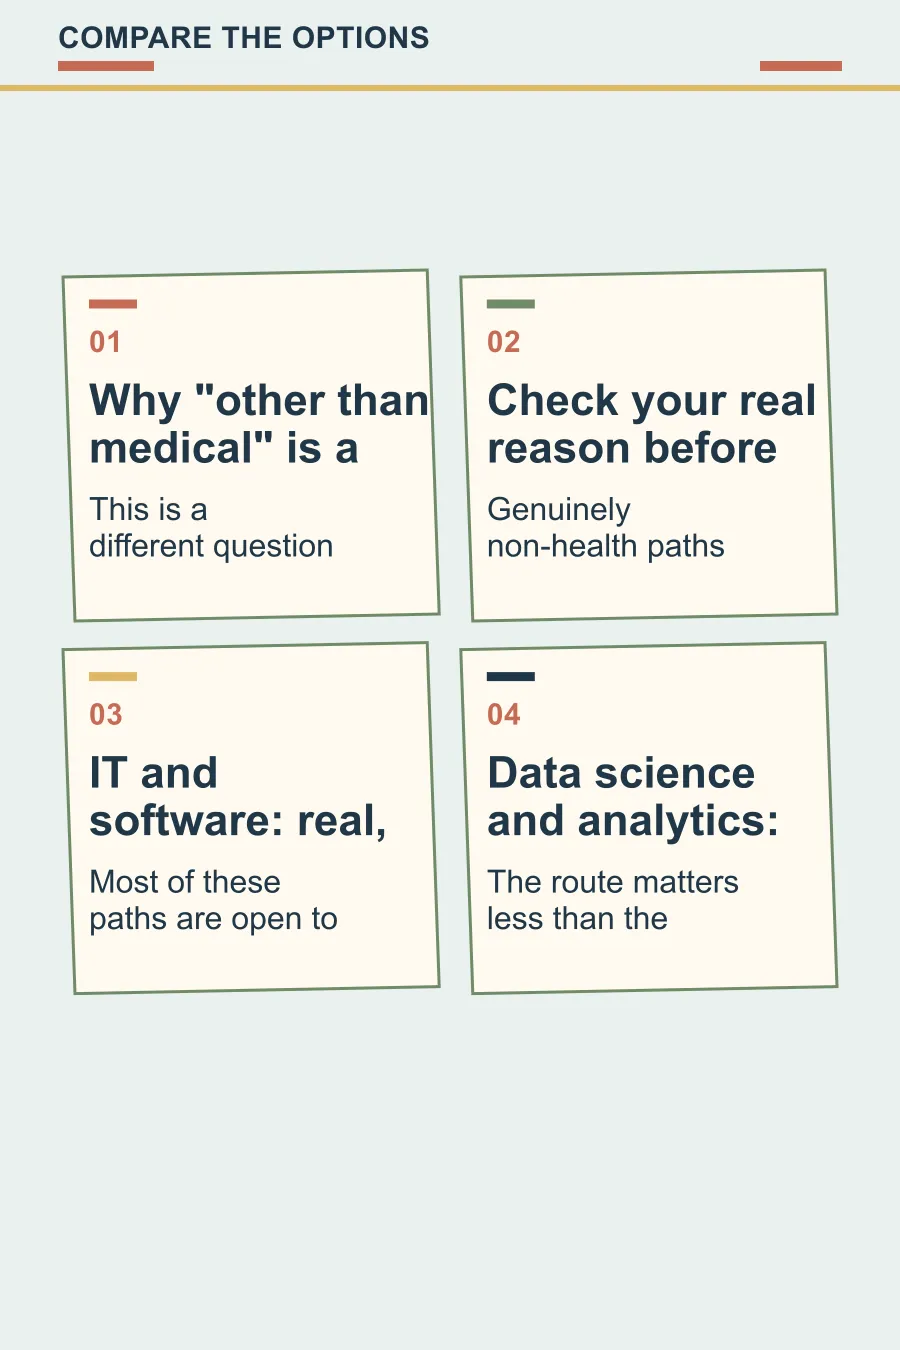 COMPARE THE OPTIONS
01
Why "other than
medical" is a
This is a
different question
02
Check your real
reason before
Genuinely
non-health paths
03
IT and
software: real,
Most of these
paths are open to
04
Data science
and analytics:
The route matters
less than the